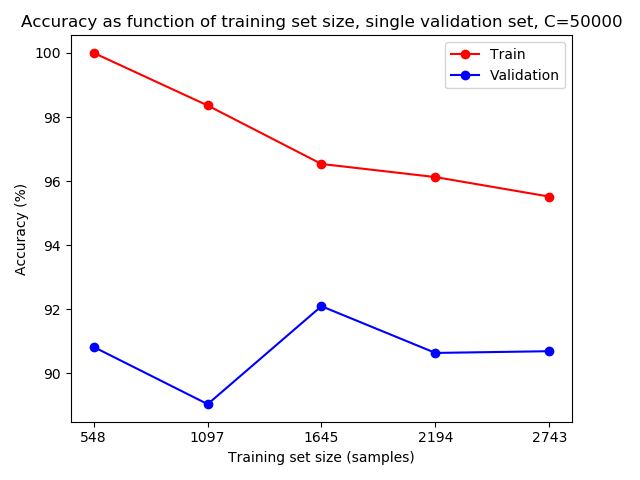 Accuracy as function of training set size, single validation set, C=50000
Train
Validation
100
98
96
94
92
90
Accuracy (%)
548 1097 1645 2194 2743
Training set size (samples)